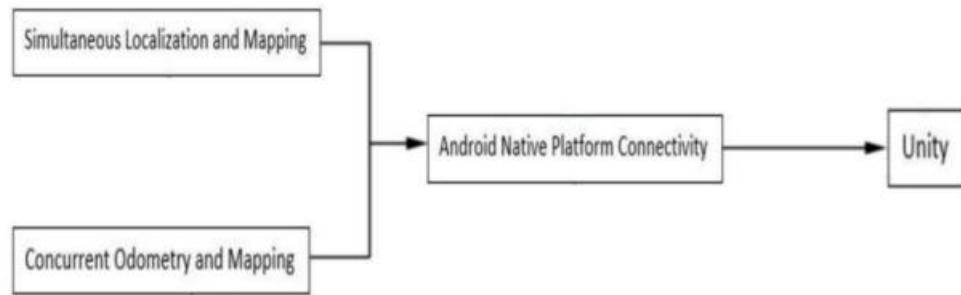 Simultaneous Localization and Mapping
Android Native Platform Connectivity
Unity
Concurrent Odometry and Mapping